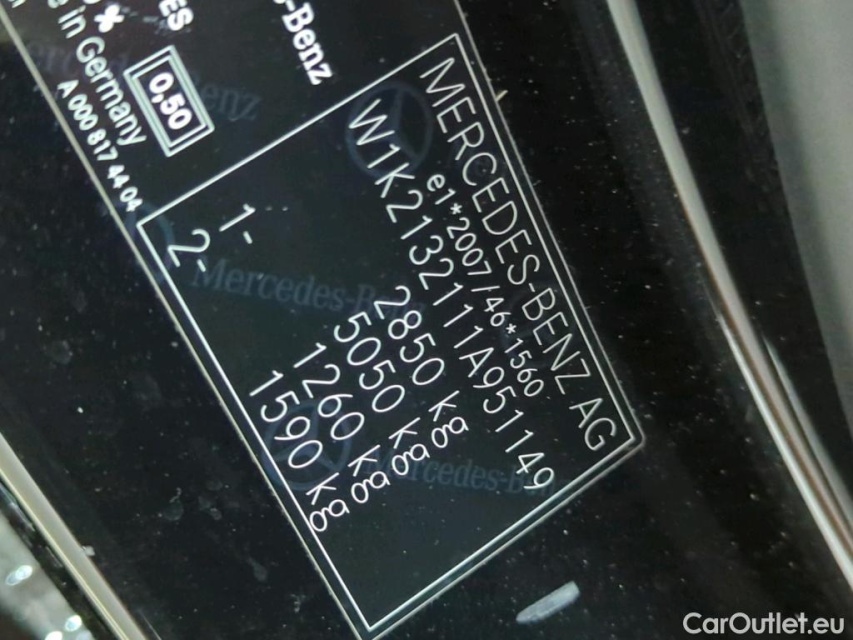 MERCEDES-BENZ AG
e1*2007/46*1560
W1K2132111A951149
2850 kg
5050 kg
1- 1260 kg
2- 1590 kg
-Benz
0,50
in Germany
A 000 817 44 04
Mercedes-Benz
CarOutlet.eu